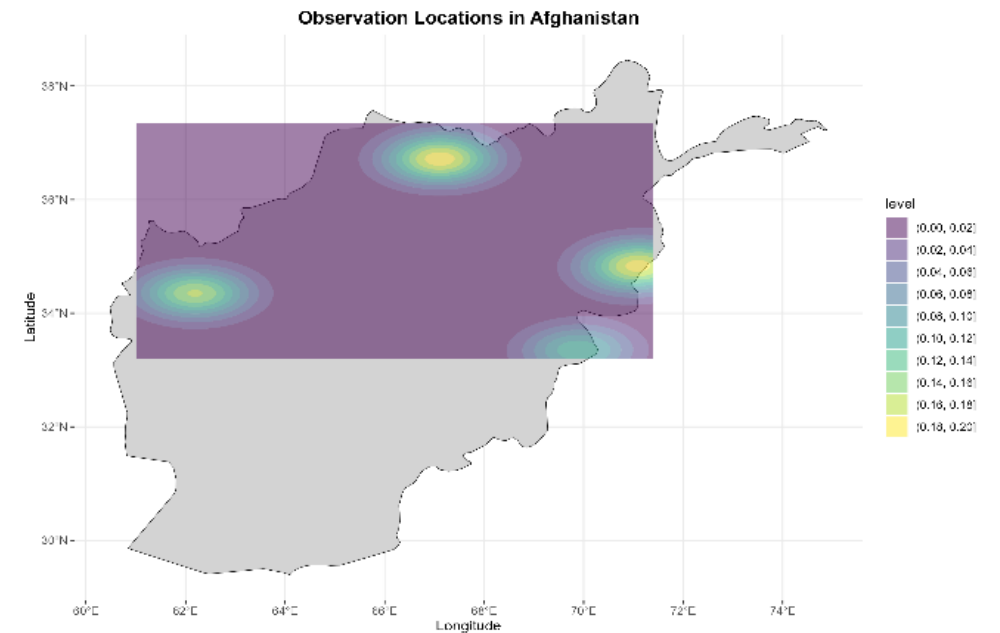 Observation Locations in Afghanistan
38°N
36°N
34°N
32°N
30°N
Latitude
60°E
62°E
64°E
66°E
68°E
70°E
72°E
74°E
Longitude
level
(0.00, 0.02]
(0.02, 0.04]
(0.04, 0.06]
(0.06, 0.08]
(0.08, 0.10]
(0.10, 0.12]
(0.12, 0.14]
(0.14, 0.16]
(0.16, 0.18]
(0.18, 0.20]